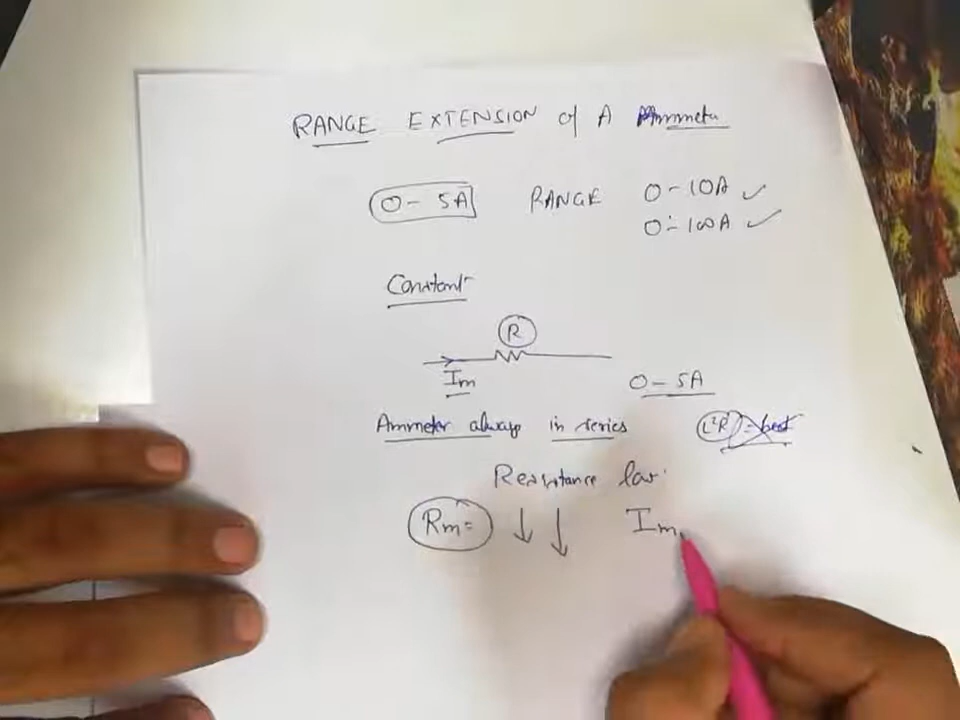 RANGE EXTENSION of A Ammeter
0 - 5A RANGE 0 - 10A ✓
0 - 100A ✓
Constant
R
Im
0 - 5A
Ammeter always in series I²R = heat
Resistance low
Rm = ↓ ↓ Im